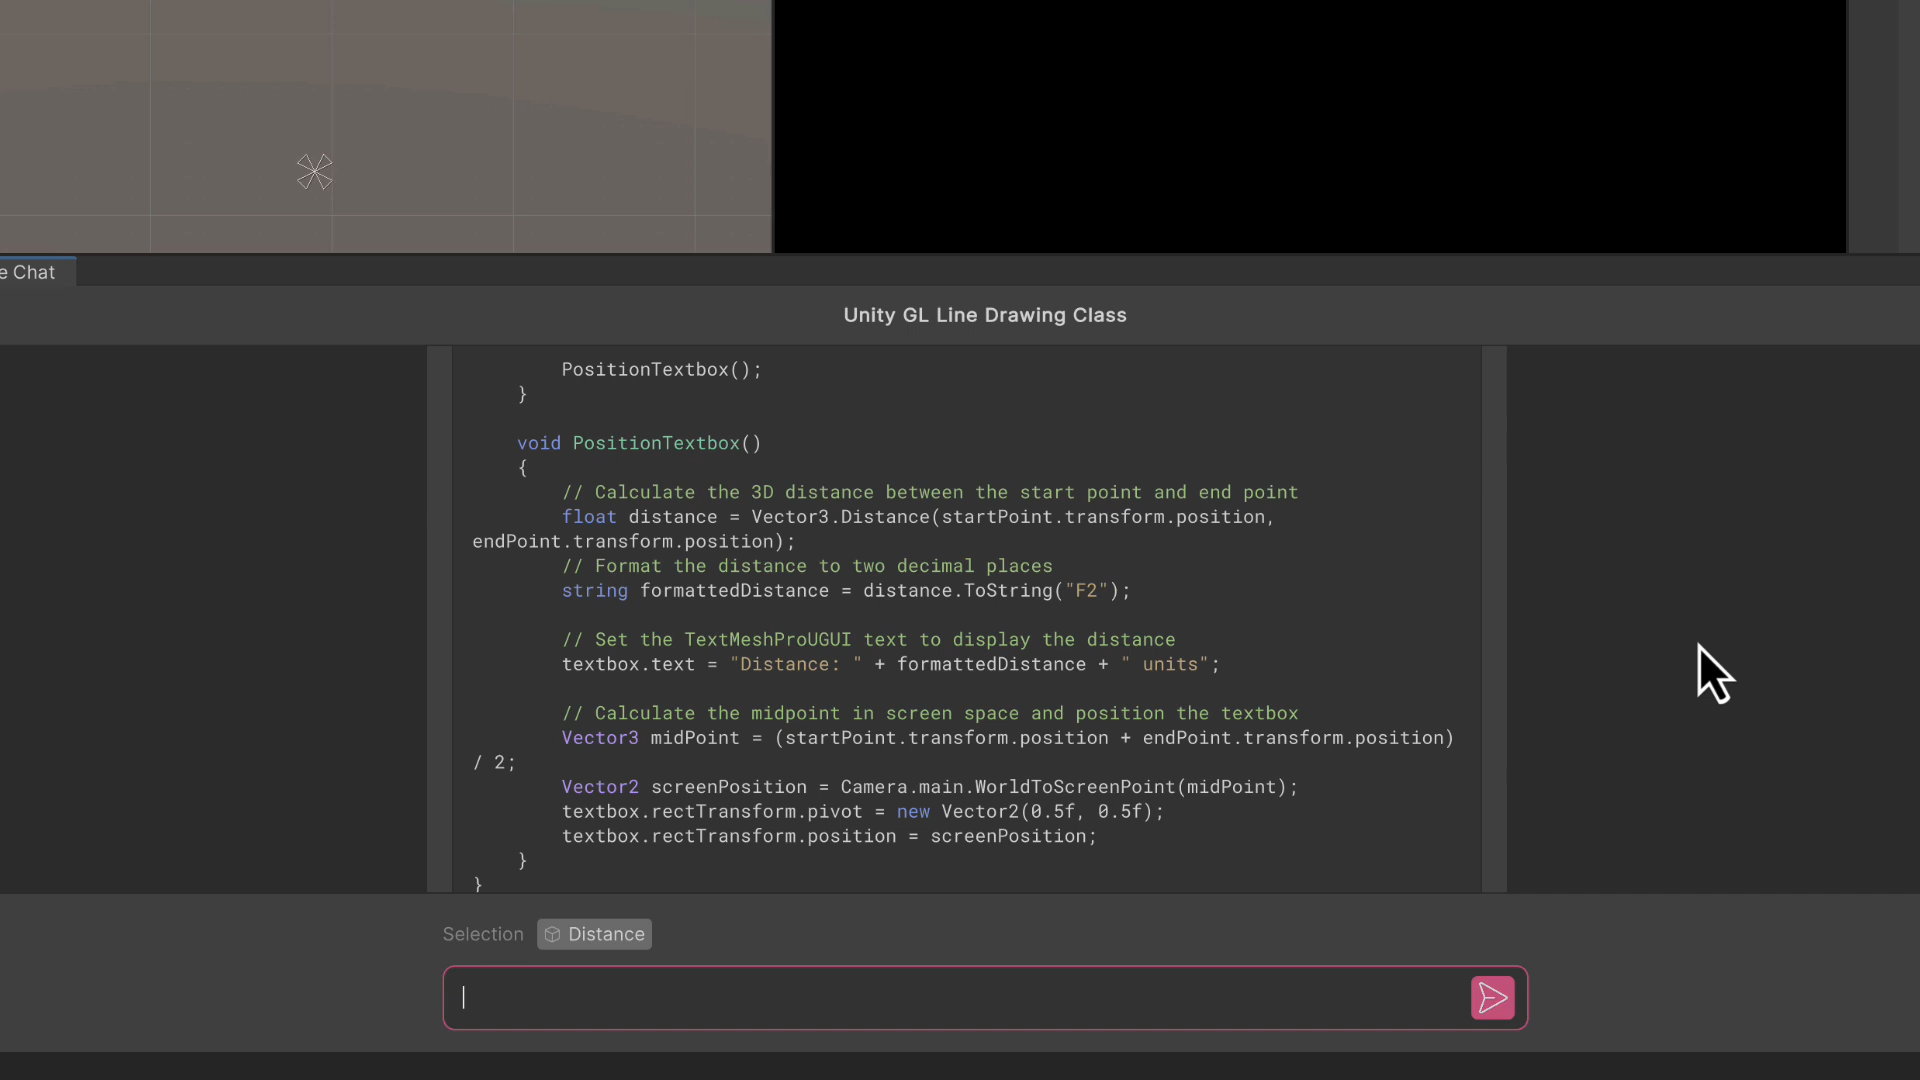 e Chat
Unity GL Line Drawing Class
PositionTextbox();
}
void PositionTextbox()
{
// Calculate the 3D distance between the start point and end point
float distance = Vector3.Distance(startPoint.transform.position,
endPoint.transform.position);
// Format the distance to two decimal places
string formattedDistance = distance.ToString("F2");
// Set the TextMeshProUGUI text to display the distance
textbox.text = "Distance: " + formattedDistance + " units";
// Calculate the midpoint in screen space and position the textbox
Vector3 midPoint = (startPoint.transform.position + endPoint.transform.position)
/ 2;
Vector2 screenPosition = Camera.main.WorldToScreenPoint(midPoint);
textbox.rectTransform.pivot = new Vector2(0.5f, 0.5f);
textbox.rectTransform.position = screenPosition;
}
}
Selection Distance